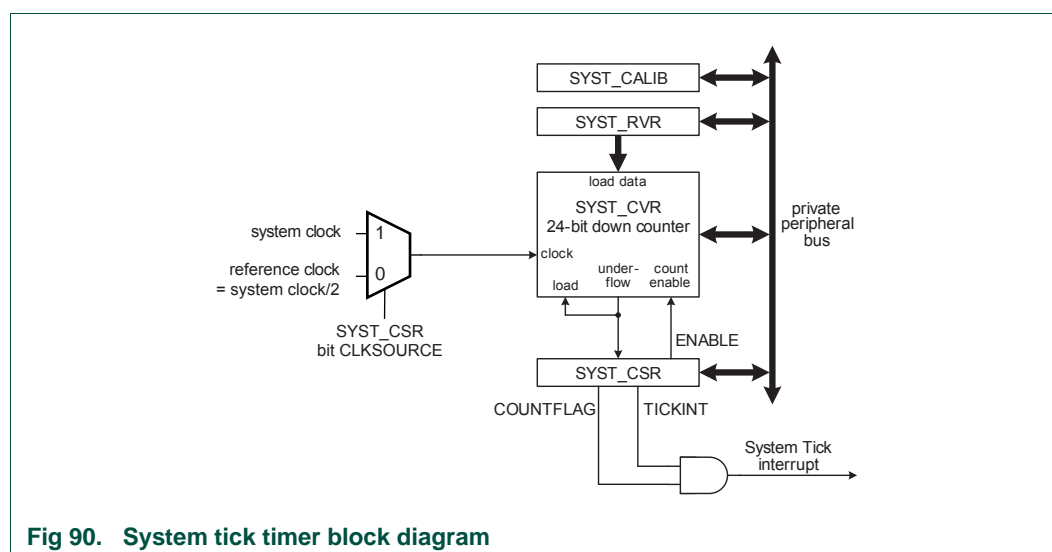 SYST_CALIB
SYST_RVR
load data
SYST_CVR
24-bit down counter
private
peripheral
bus
system clock
1
clock
reference clock
= system clock/2
0
under-
flow
count
enable
load
SYST_CSR
bit CLKSOURCE
ENABLE
SYST_CSR
COUNTFLAG
TICKINT
System Tick
interrupt
Fig 90. System tick timer block diagram